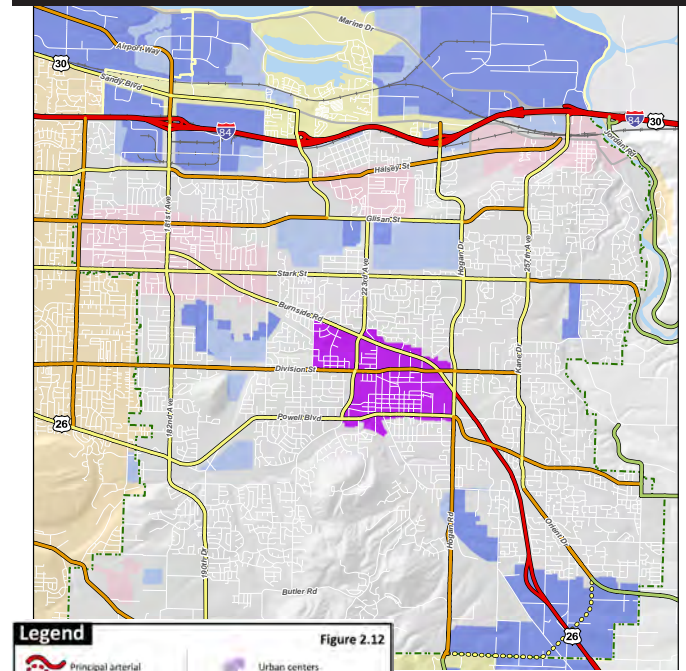 Marine Dr
Airport Way
30
Sandy Blvd
84
84
30
Jordan Rd
Halsey St
181st Ave
Glisan St
Hogan Dr
257th Ave
223rd Ave
Stark St
Burnside Rd
Kane Dr
Division St
182nd Ave
Powell Blvd
26
Hogan Rd
Orient Dr
190th Dr
Butler Rd
26
Legend
Figure 2.12
Principal arterial
Urban centers